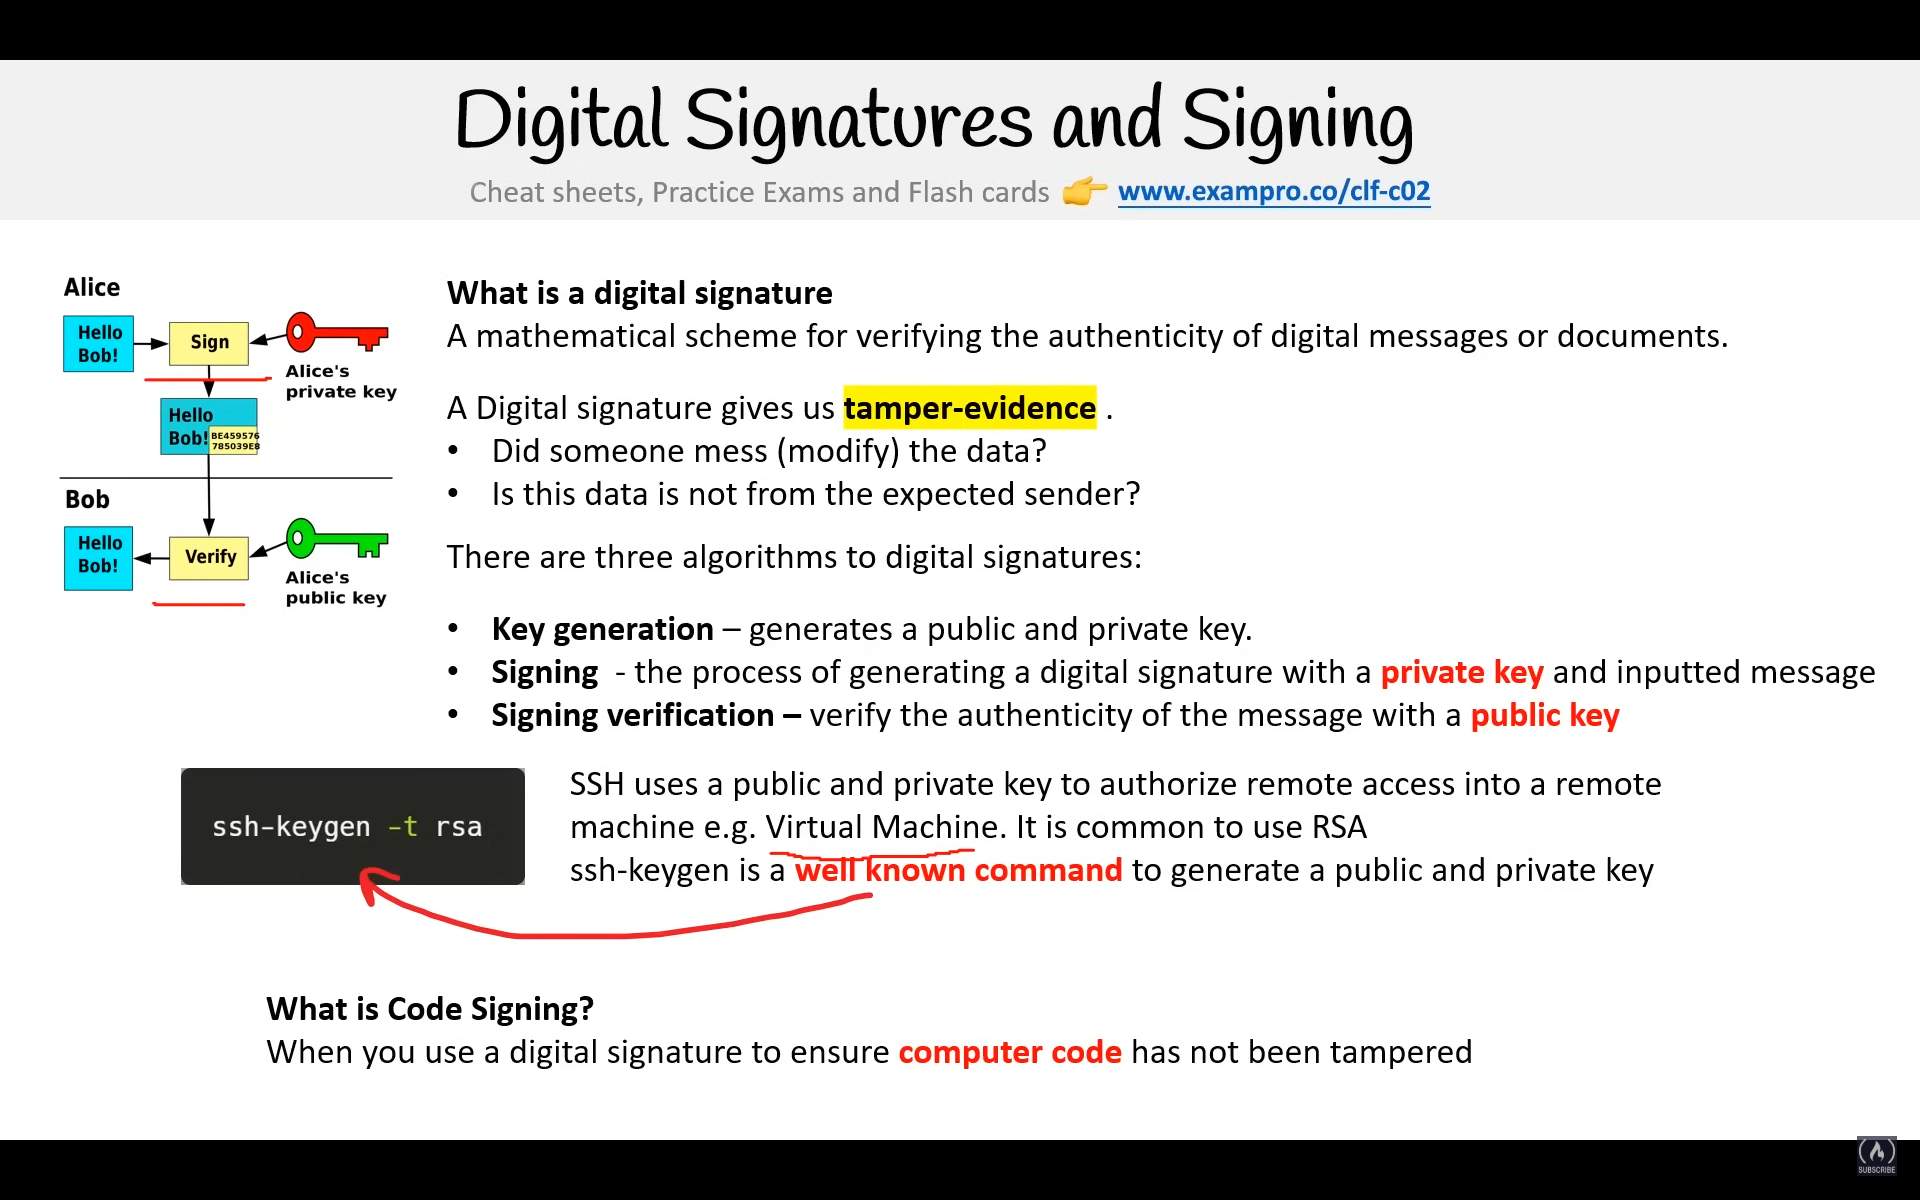 Digital Signatures and Signing
Cheat sheets, Practice Exams and Flash cards 👉 www.exampro.co/clf-c02
Alice
Hello
Bob!
Sign
Alice's
private key
Hello
Bob!
BE459576
785039E8
Bob
Hello
Bob!
Verify
Alice's
public key
What is a digital signature
A mathematical scheme for verifying the authenticity of digital messages or documents.
A Digital signature gives us tamper-evidence .
• Did someone mess (modify) the data?
• Is this data is not from the expected sender?
There are three algorithms to digital signatures:
• Key generation – generates a public and private key.
• Signing - the process of generating a digital signature with a private key and inputted message
• Signing verification – verify the authenticity of the message with a public key
ssh-keygen -t rsa
SSH uses a public and private key to authorize remote access into a remote
machine e.g. Virtual Machine. It is common to use RSA
ssh-keygen is a well known command to generate a public and private key
What is Code Signing?
When you use a digital signature to ensure computer code has not been tampered
SUBSCRIBE